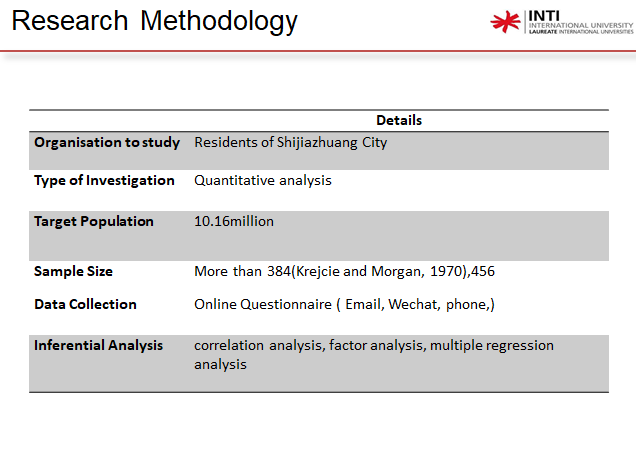 Research Methodology
INTI
INTERNATIONAL UNIVERSITY
LAUREATE INTERNATIONAL UNIVERSITIES
Details
Organisation to study Residents of Shijiazhuang City
Type of Investigation Quantitative analysis
Target Population 10.16million
Sample Size More than 384(Krejcie and Morgan, 1970),456
Data Collection Online Questionnaire ( Email, Wechat, phone,)
Inferential Analysis correlation analysis, factor analysis, multiple regression
analysis